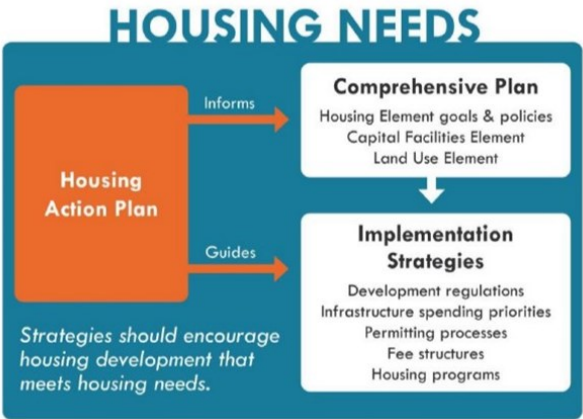 HOUSING NEEDS
Housing
Action Plan
Informs
Comprehensive Plan
Housing Element goals & policies
Capital Facilities Element
Land Use Element
Guides
Implementation
Strategies
Development regulations
Infrastructure spending priorities
Permitting processes
Fee structures
Housing programs
Strategies should encourage
housing development that
meets housing needs.